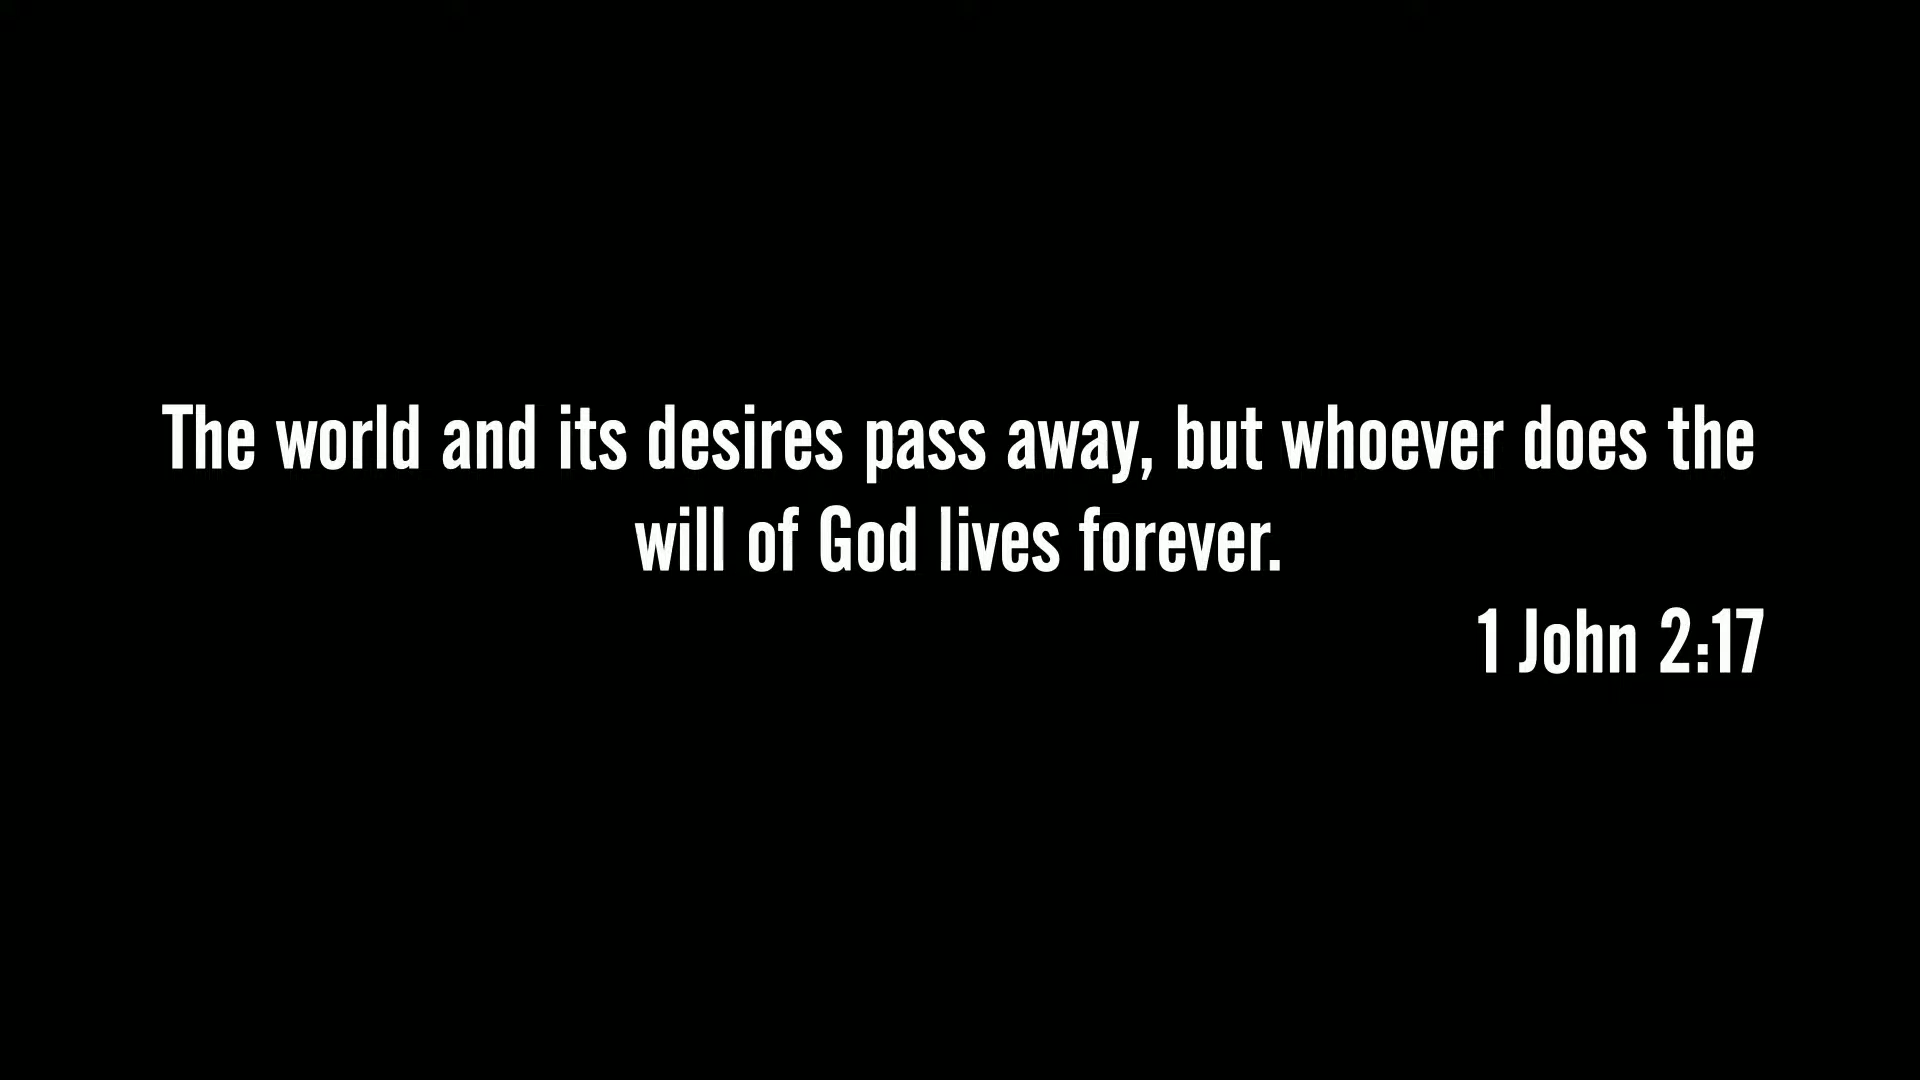 The world and its desires pass away, but whoever does the
will of God lives forever.
1 John 2:17